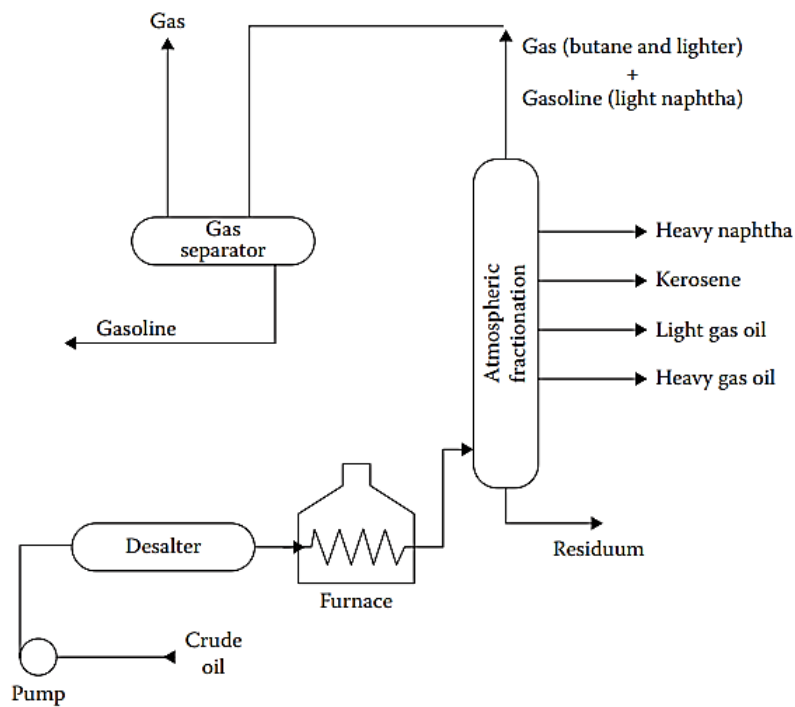 Gas
Gas (butane and lighter)
+
Gasoline (light naphtha)
Gas
separator
Heavy naphtha
Kerosene
Atmospheric
fractionation
Light gas oil
Gasoline
Heavy gas oil
Desalter
Residuum
Furnace
Crude
oil
Pump